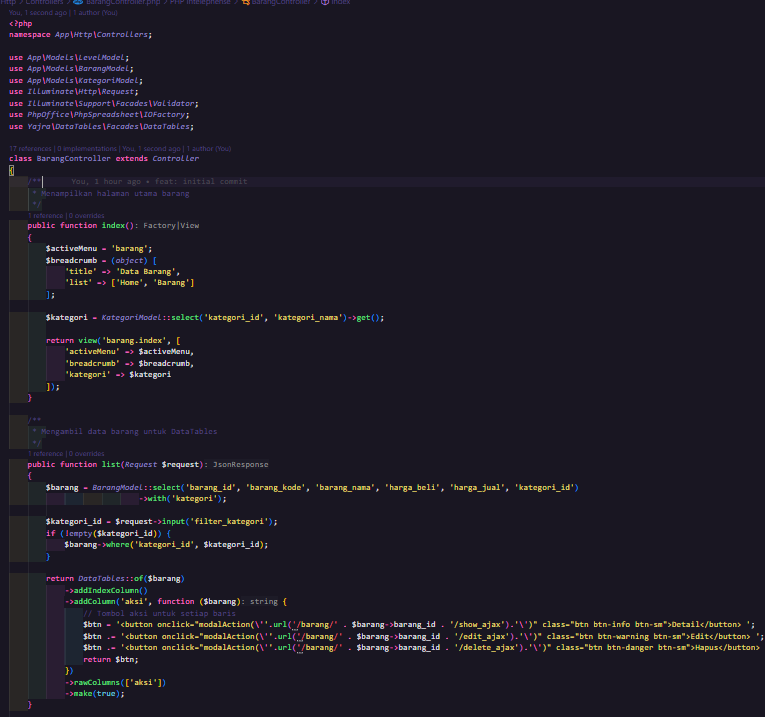 Http > Controllers > BarangController.php > PHP Intelephense > BarangController > index
You, 1 second ago | 1 author (You)
<?php
namespace App\Http\Controllers;
use App\Models\LevelModel;
use App\Models\BarangModel;
use App\Models\KategoriModel;
use Illuminate\Http\Request;
use Illuminate\Support\Facades\Validator;
use PhpOffice\PhpSpreadsheet\IOFactory;
use Yajra\DataTables\Facades\DataTables;
17 references | 0 implementations | You, 1 second ago | 1 author (You)
class BarangController extends Controller
{
/** You, 1 hour ago • feat: initial commit
* Menampilkan halaman utama barang
*/
1 reference | 0 overrides
public function index(): Factory|View
{
$activeMenu = 'barang';
$breadcrumb = (object) [
'title' => 'Data Barang',
'list' => ['Home', 'Barang']
];
$kategori = KategoriModel::select('kategori_id', 'kategori_nama')->get();
return view('barang.index', [
'activeMenu' => $activeMenu,
'breadcrumb' => $breadcrumb,
'kategori' => $kategori
]);
}
/**
* Mengambil data barang untuk DataTables
*/
1 reference | 0 overrides
public function list(Request $request): JsonResponse
{
$barang = BarangModel::select('barang_id', 'barang_kode', 'barang_nama', 'harga_beli', 'harga_jual', 'kategori_id')
->with('kategori');
$kategori_id = $request->input('filter_kategori');
if (!empty($kategori_id)) {
$barang->where('kategori_id', $kategori_id);
}
return DataTables::of($barang)
->addIndexColumn()
->addColumn('aksi', function ($barang): string {
// Tombol aksi untuk setiap baris
$btn = '<button onclick="modalAction(\''.url('/barang/' . $barang->barang_id . '/show_ajax').'\')" class="btn btn-info btn-sm">Detail</button> ';
$btn .= '<button onclick="modalAction(\''.url('/barang/' . $barang->barang_id . '/edit_ajax').'\')" class="btn btn-warning btn-sm">Edit</button> ';
$btn .= '<button onclick="modalAction(\''.url('/barang/' . $barang->barang_id . '/delete_ajax').'\')" class="btn btn-danger btn-sm">Hapus</button>
return $btn;
})
->rawColumns(['aksi'])
->make(true);
}